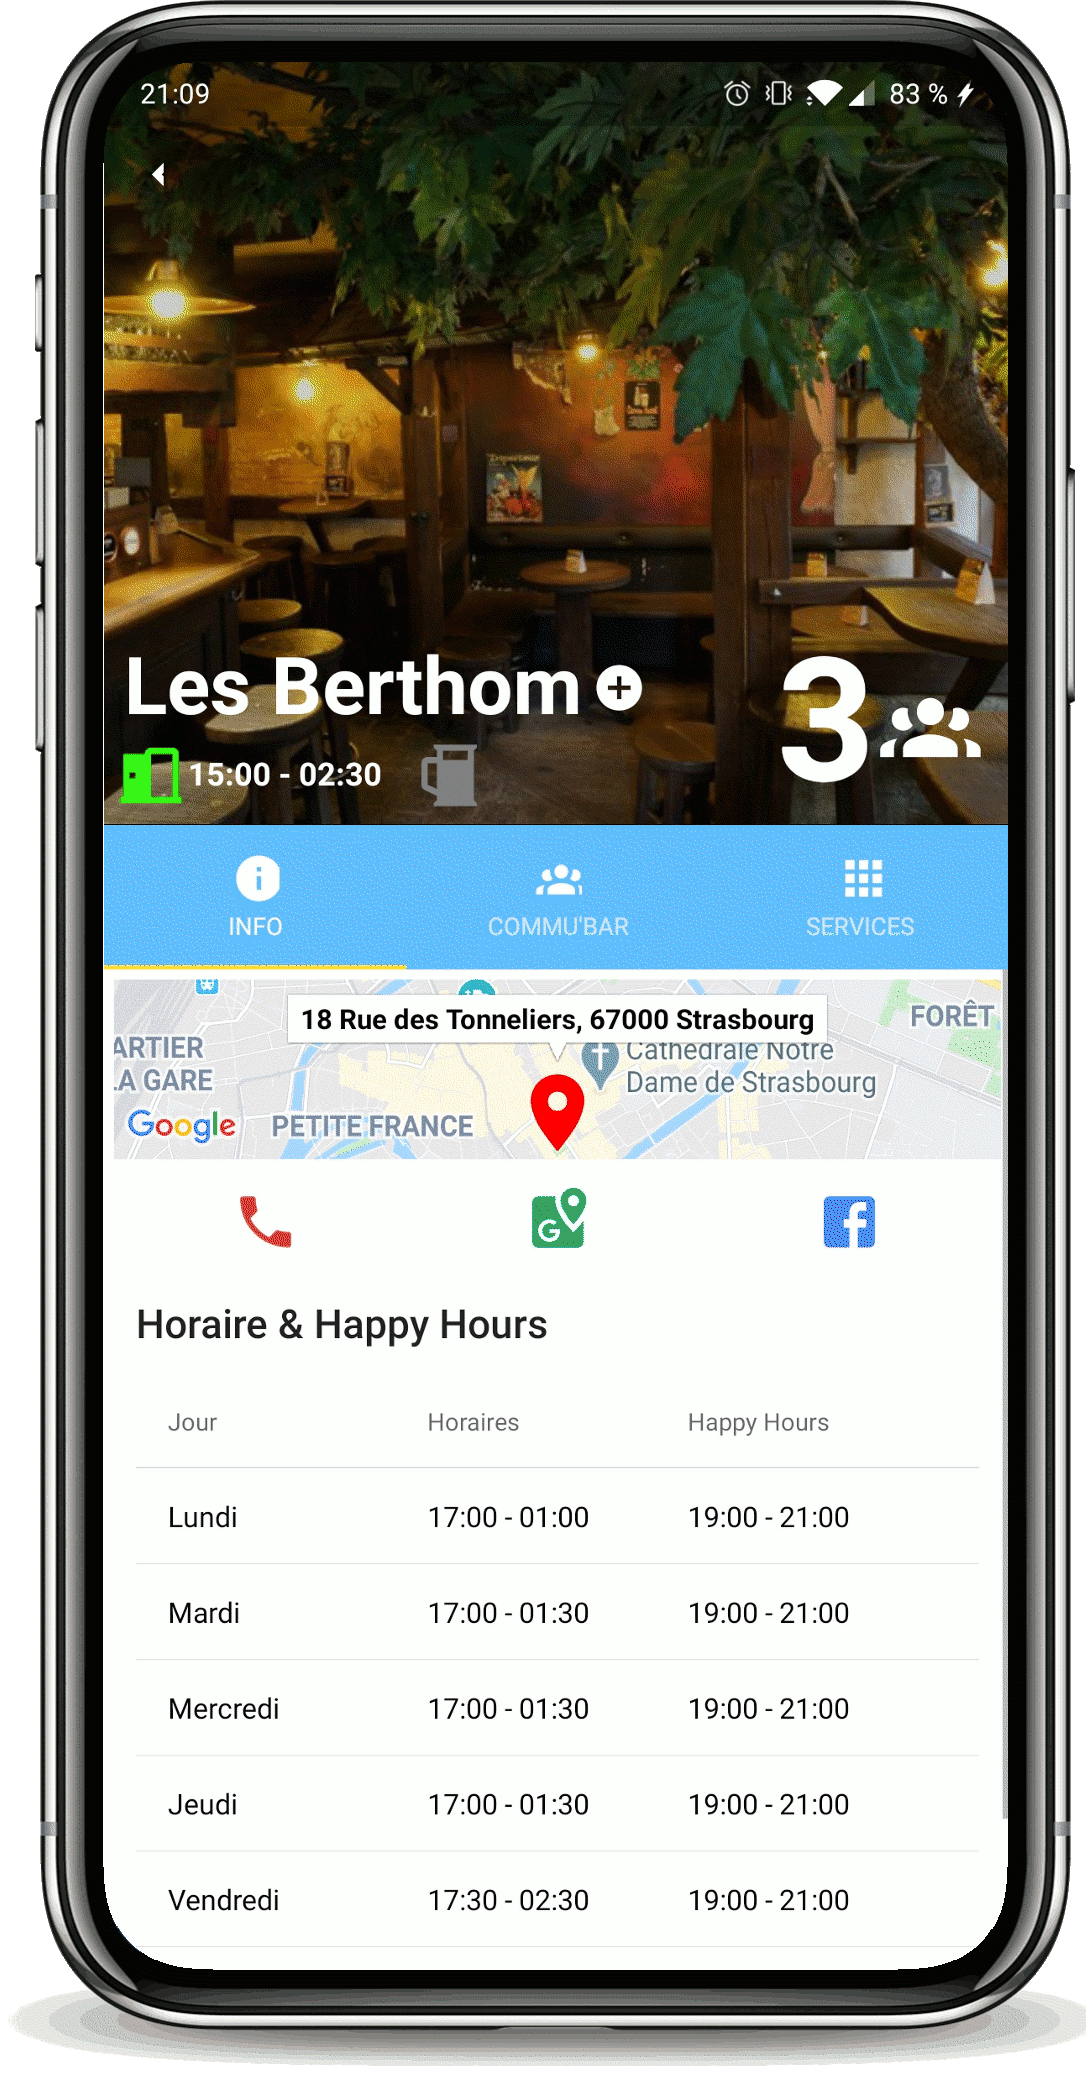 21:09
83 %
Les Berthom
3
15:00 - 02:30
INFO
COMMU'BAR
SERVICES
18 Rue des Tonneliers, 67000 Strasbourg
FORÊT
ARTIER
LA GARE
Cathédrale Notre
Dame de Strasbourg
Google
PETITE FRANCE
G
Horaire & Happy Hours
Jour
Horaires
Happy Hours
Lundi
17:00 - 01:00
19:00 - 21:00
Mardi
17:00 - 01:30
19:00 - 21:00
Mercredi
17:00 - 01:30
19:00 - 21:00
Jeudi
17:00 - 01:30
19:00 - 21:00
Vendredi
17:30 - 02:30
19:00 - 21:00